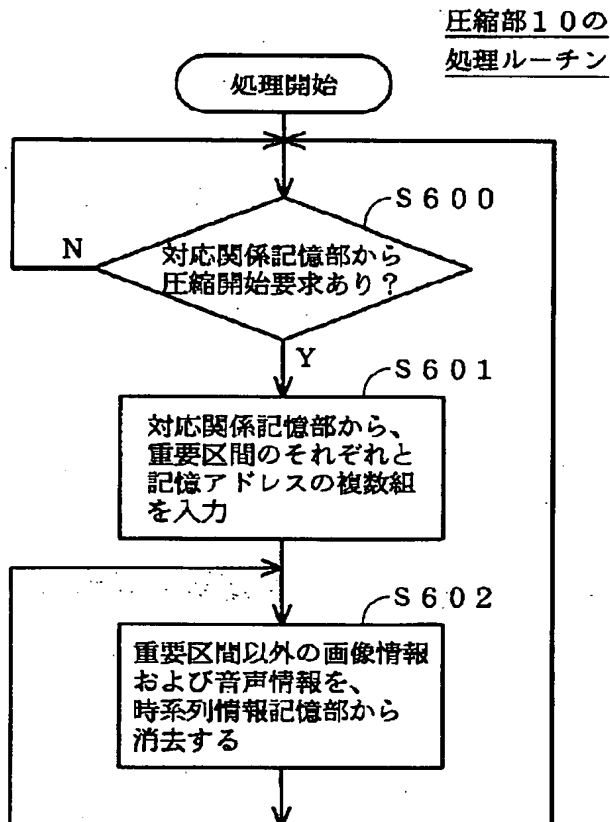 圧縮部１０の
処理ルーチン
処理開始
Ｓ６００
N
対応関係記憶部から
圧縮開始要求あり？
Y
Ｓ６０１
対応関係記憶部から、
重要区間のそれぞれと
記憶アドレスの複数組
を入力
Ｓ６０２
重要区間以外の画像情報
および音声情報を、
時系列情報記憶部から
消去する